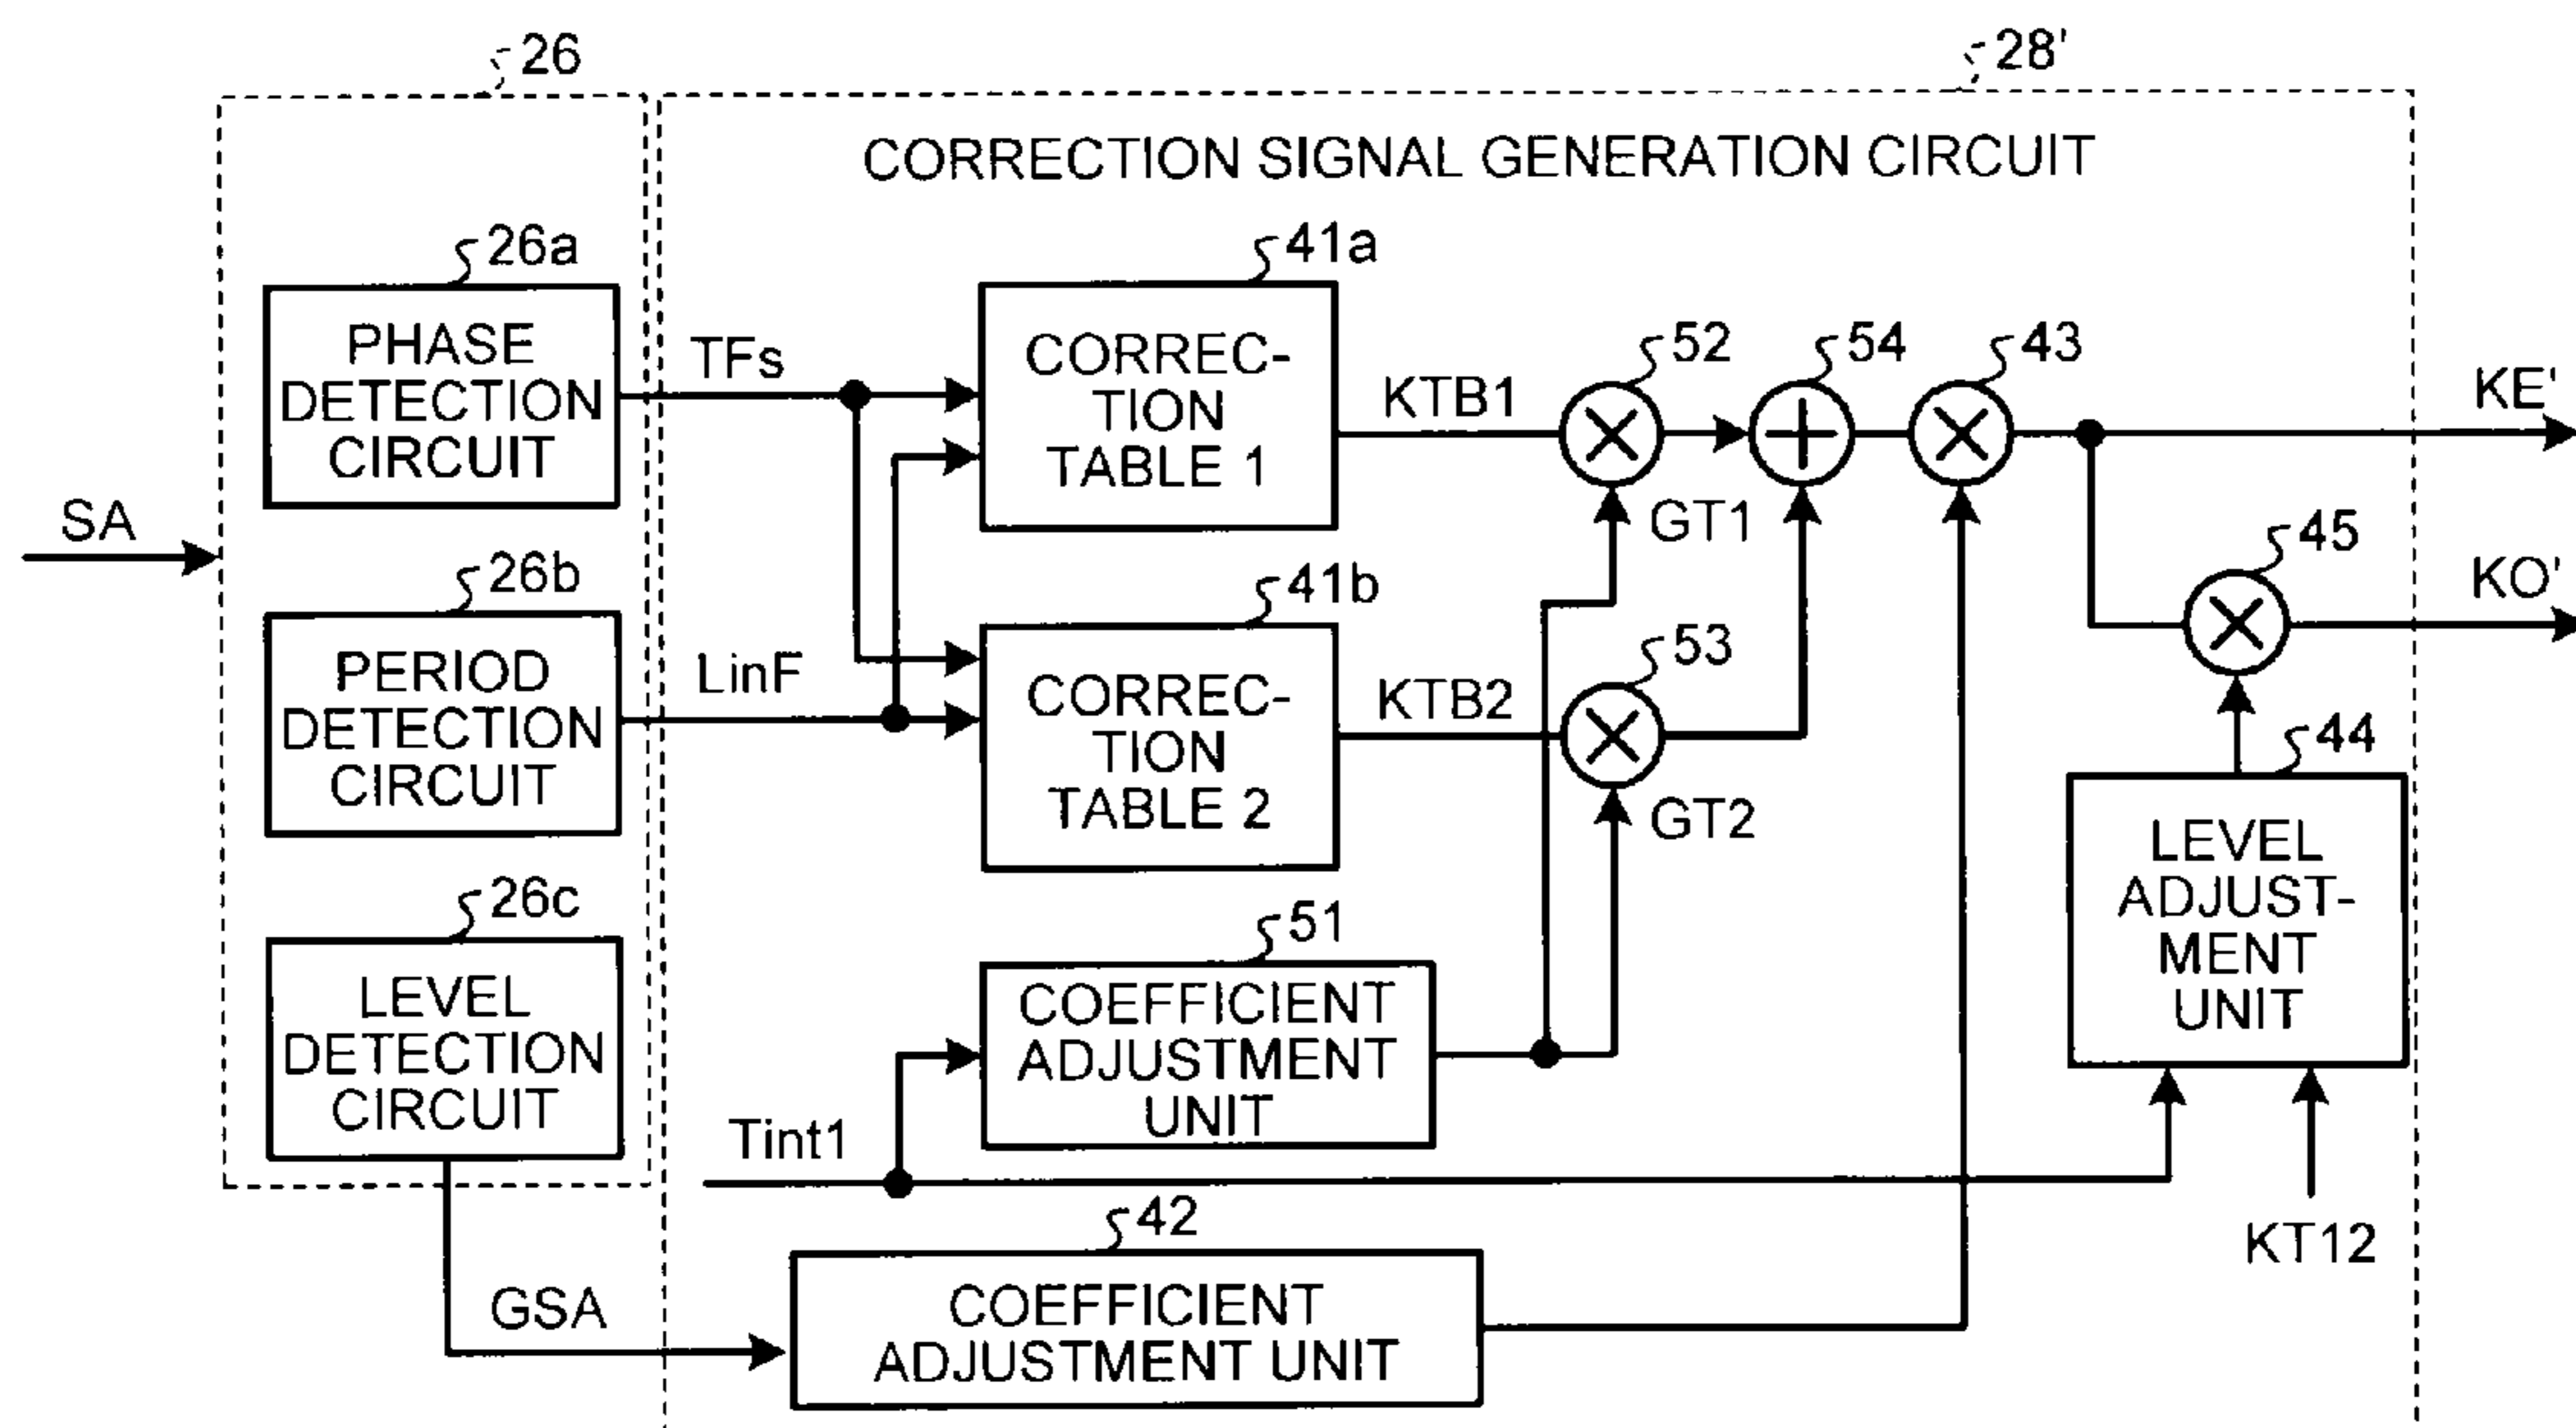 26
28'
CORRECTION SIGNAL GENERATION CIRCUIT
26a
PHASE
DETECTION
CIRCUIT
SA
26b
PERIOD
DETECTION
CIRCUIT
26c
LEVEL
DETECTION
CIRCUIT
TFs
LinF
41a
CORREC-
TION
TABLE 1
41b
CORREC-
TION
TABLE 2
KTB1
KTB2
52
GT1
53
GT2
54
43
KE'
45
KO'
44
LEVEL
ADJUST-
MENT
UNIT
KT12
51
COEFFICIENT
ADJUSTMENT
UNIT
Tint1
42
COEFFICIENT
ADJUSTMENT UNIT
GSA